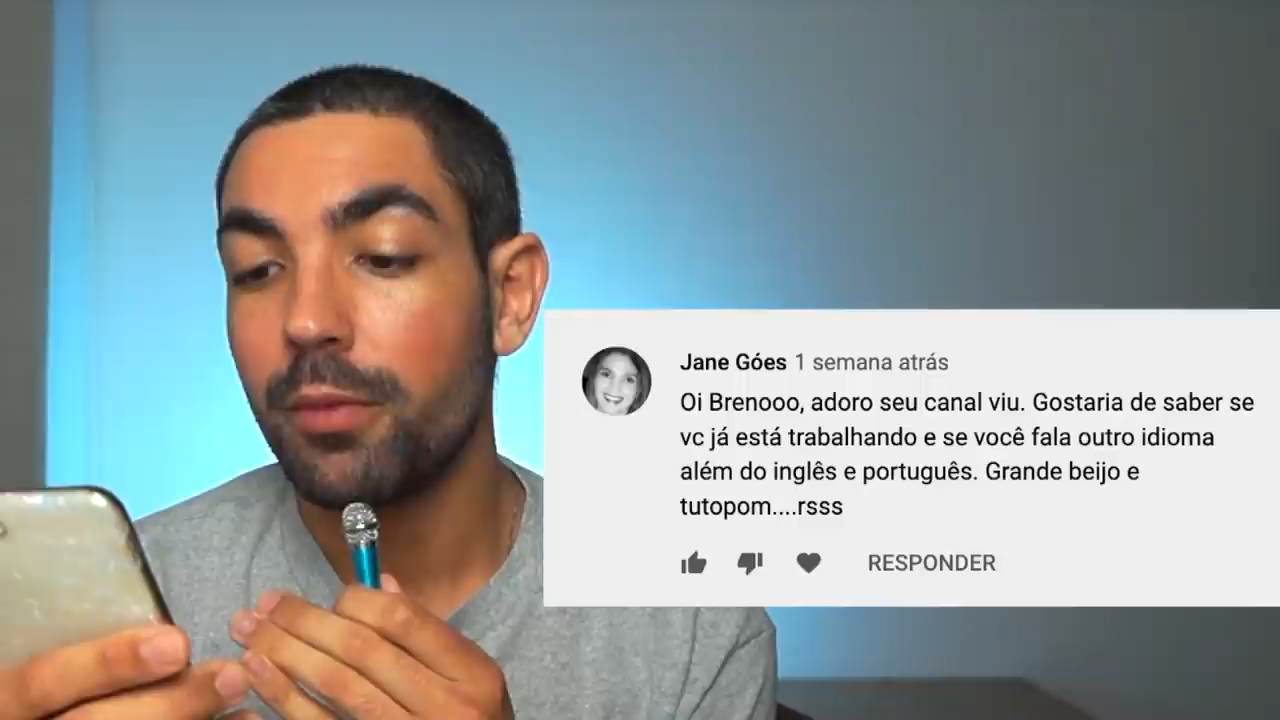 Jane Góes 1 semana atrás
Oi Brenooo, adoro seu canal viu. Gostaria de saber se
vc já está trabalhando e se você fala outro idioma
além do inglês e português. Grande beijo e
tutopom....rsss
RESPONDER